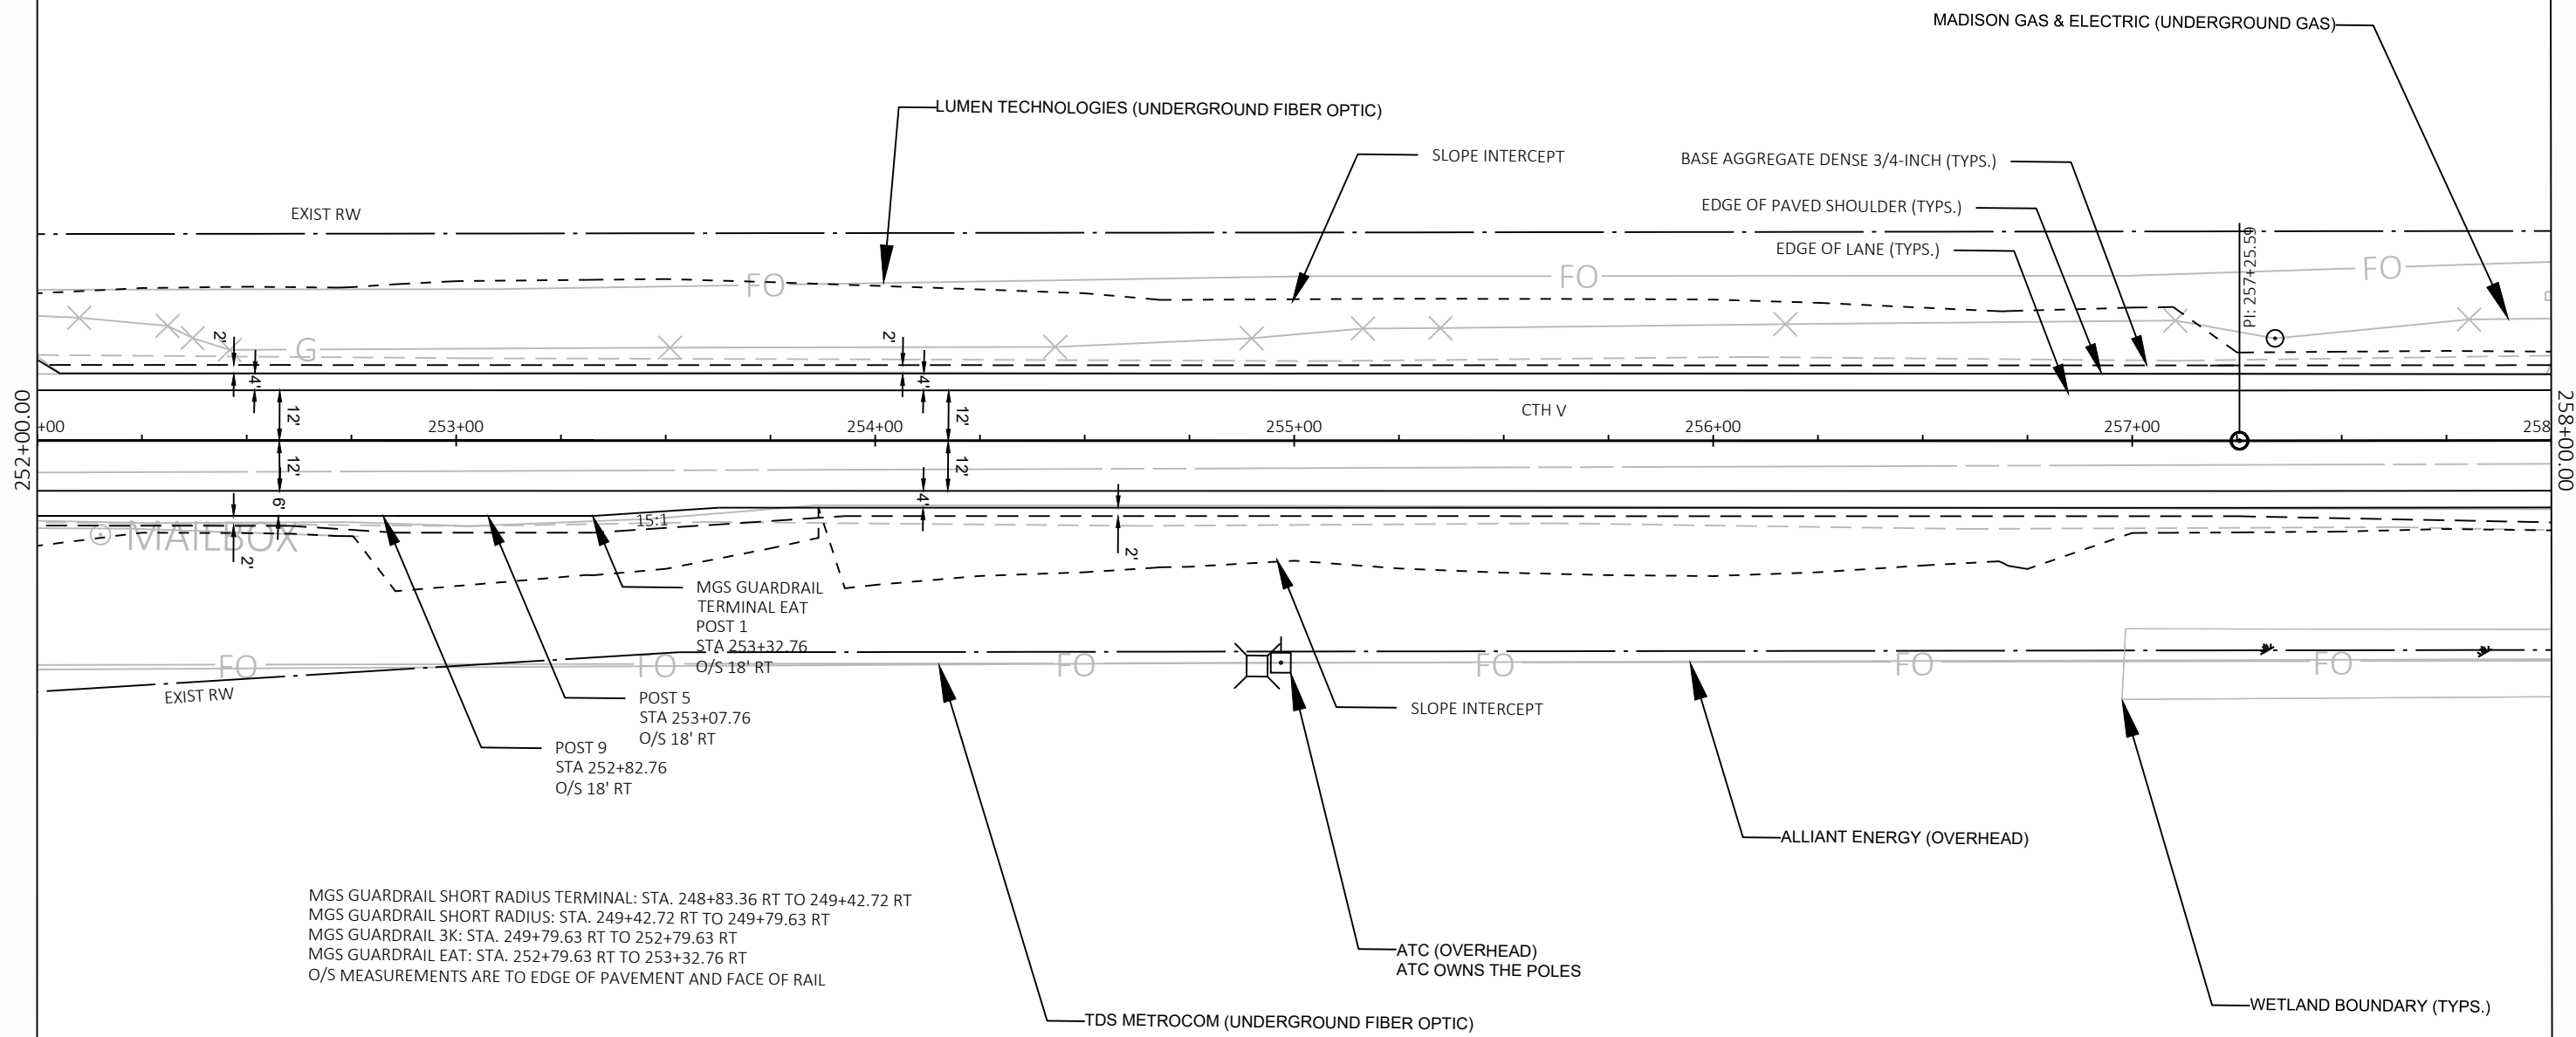 MADISON GAS & ELECTRIC (UNDERGROUND GAS)
LUMEN TECHNOLOGIES (UNDERGROUND FIBER OPTIC)
SLOPE INTERCEPT
BASE AGGREGATE DENSE 3/4-INCH (TYPS.)
EXIST RW
EDGE OF PAVED SHOULDER (TYPS.)
EDGE OF LANE (TYPS.)
PI: 257+25.59
FO
FO
FO
G
2'
2'
4'
4'
12'
12'
CTH V
252+00.00
+00
253+00
254+00
255+00
256+00
257+00
258
258+00.00
12'
12'
6'
4'
15:1
MAILBOX
2'
2'
MGS GUARDRAIL
TERMINAL EAT
POST 1
STA 253+32.76
O/S 18' RT
FO
FO
FO
FO
FO
FO
EXIST RW
POST 5
STA 253+07.76
O/S 18' RT
SLOPE INTERCEPT
POST 9
STA 252+82.76
O/S 18' RT
ALLIANT ENERGY (OVERHEAD)
MGS GUARDRAIL SHORT RADIUS TERMINAL: STA. 248+83.36 RT TO 249+42.72 RT
MGS GUARDRAIL SHORT RADIUS: STA. 249+42.72 RT TO 249+79.63 RT
MGS GUARDRAIL 3K: STA. 249+79.63 RT TO 252+79.63 RT
MGS GUARDRAIL EAT: STA. 252+79.63 RT TO 253+32.76 RT
O/S MEASUREMENTS ARE TO EDGE OF PAVEMENT AND FACE OF RAIL
ATC (OVERHEAD)
ATC OWNS THE POLES
TDS METROCOM (UNDERGROUND FIBER OPTIC)
WETLAND BOUNDARY (TYPS.)